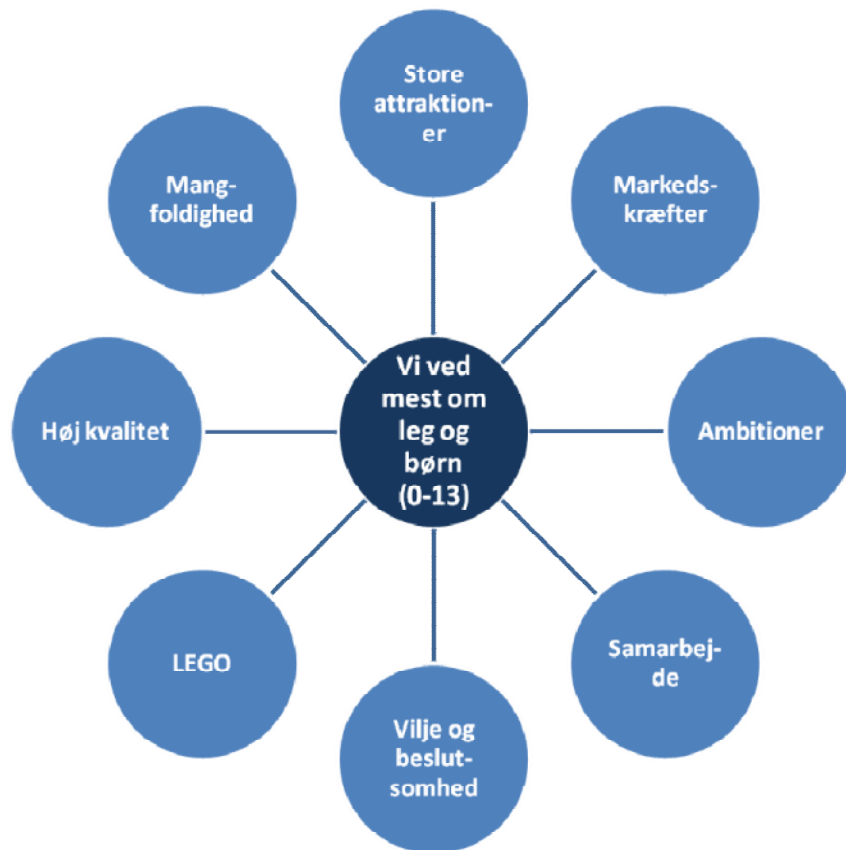 Store
attraktion-
er
Markeds-
kræfter
Ambitioner
Samarbej-
de
Vilje og
beslut-
somhed
LEGO
Høj kvalitet
Mang-
foldighed
Vi ved
mest om
leg og
børn
(0-13)